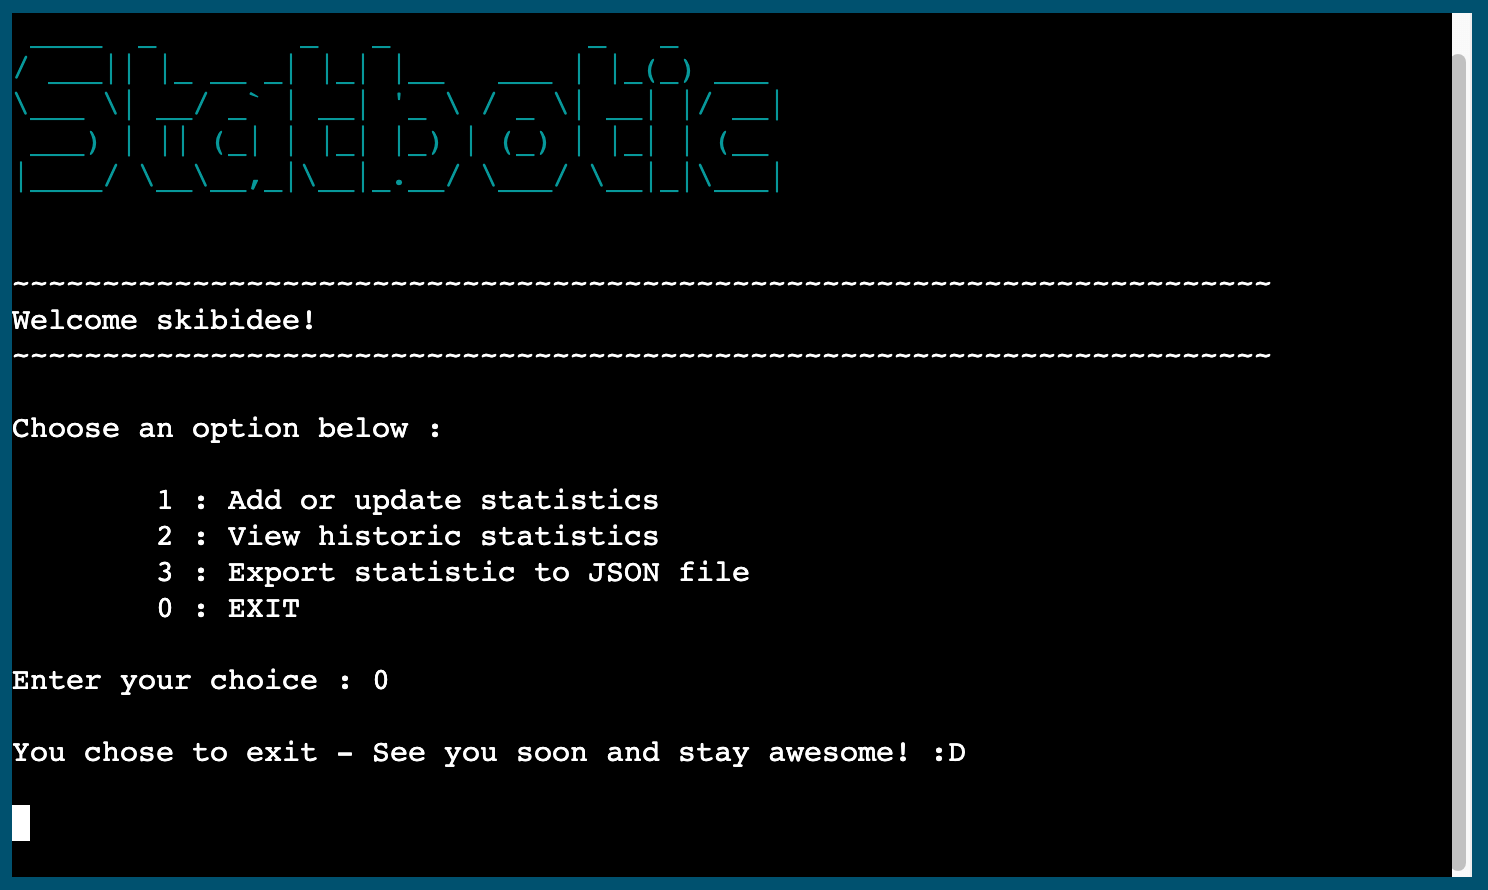 Statbotic
~~~~~~~~~~~~~~~~~~~~~~~~~~~~~~~~~~~~~~~~~~~~~~~~~~~~~~~~~~~~~~~~~~~~~~
Welcome skibidee!
~~~~~~~~~~~~~~~~~~~~~~~~~~~~~~~~~~~~~~~~~~~~~~~~~~~~~~~~~~~~~~~~~~~~~~
Choose an option below :
1 : Add or update statistics
2 : View historic statistics
3 : Export statistic to JSON file
0 : EXIT
Enter your choice : 0
You chose to exit - See you soon and stay awesome! :D